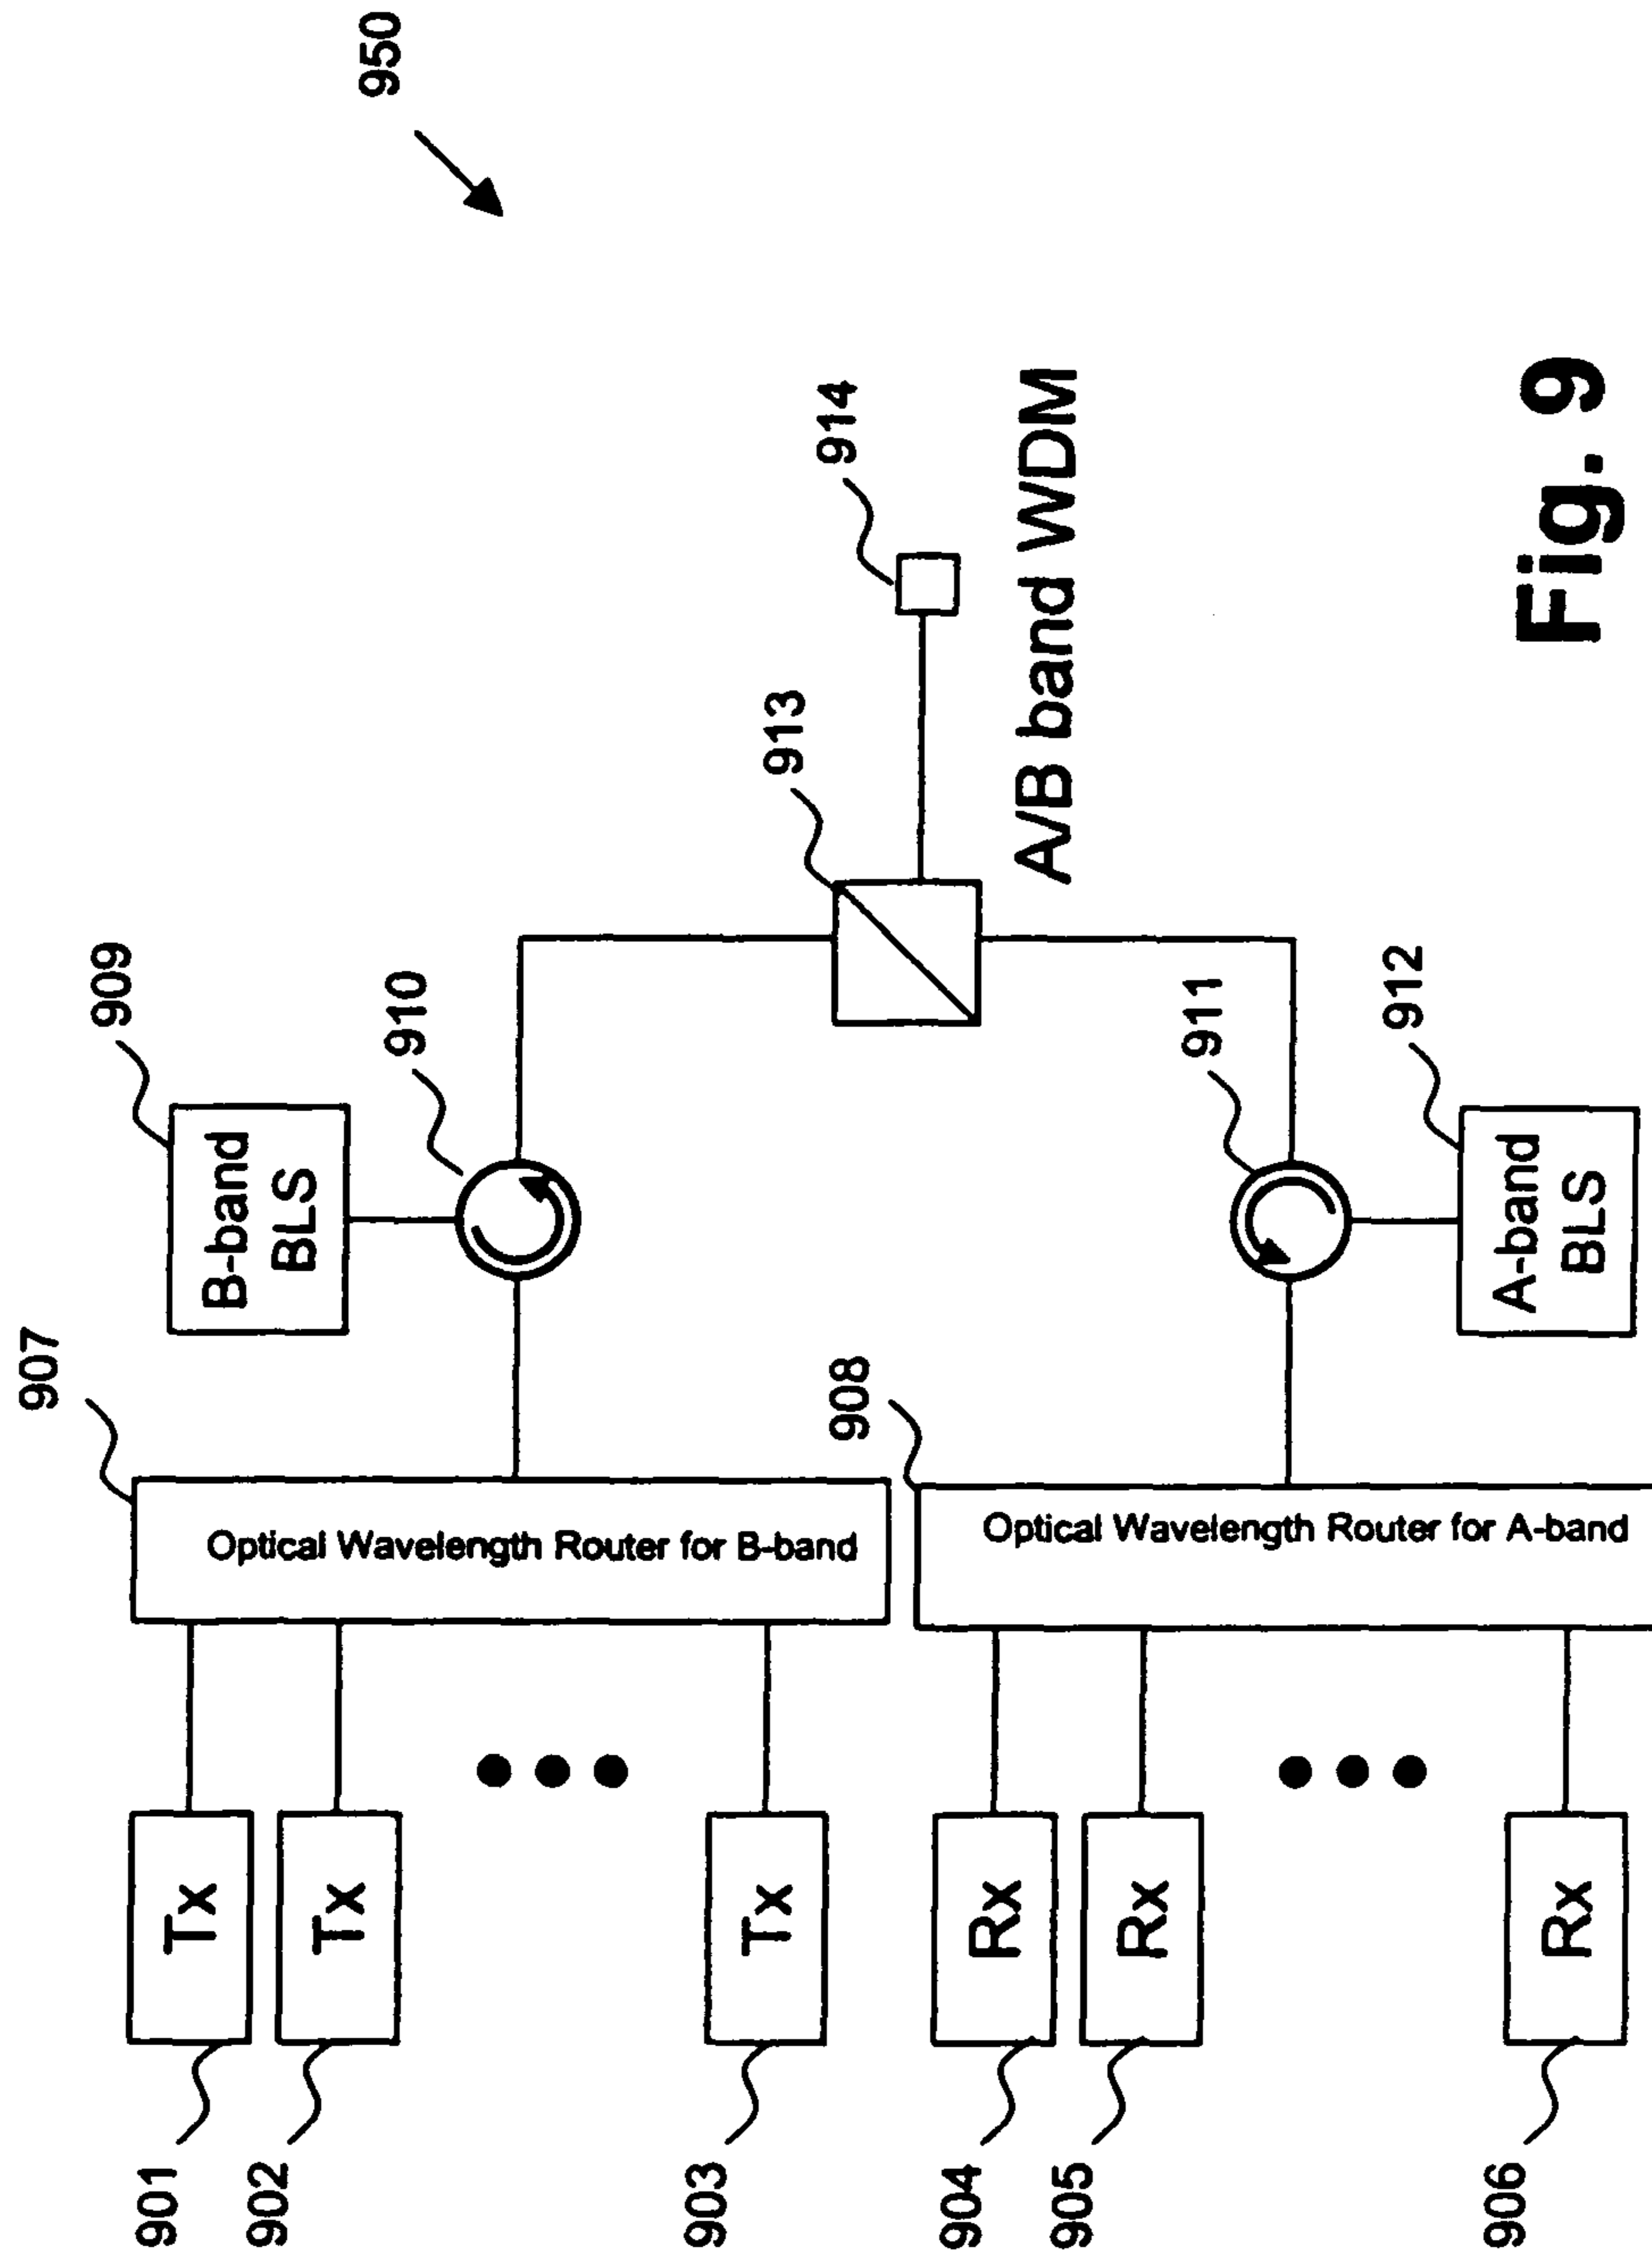 950
909
B-band
BLS
907
910
914
913
901
Tx
902
Tx
Optical Wavelength Router for B-band
903
Tx
A/B band WDM
908
911
904
Rx
905
Rx
Optical Wavelength Router for A-band
912
A-band
BLS
906
Rx
Fig. 9